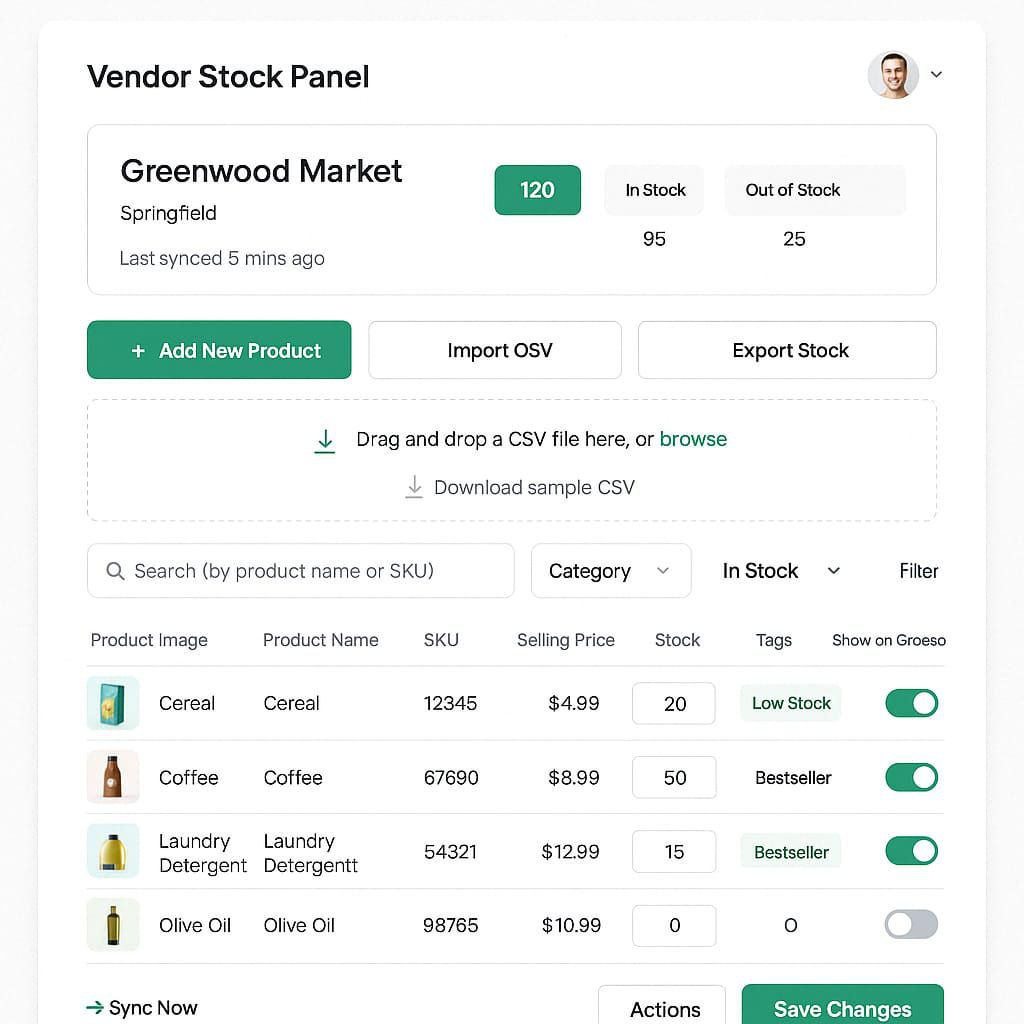 Vendor Stock Panel
Greenwood Market
Springfield
Last synced 5 mins ago
120
In Stock
95
Out of Stock
25
+ Add New Product
Import OSV
Export Stock
Drag and drop a CSV file here, or browse
Download sample CSV
Search (by product name or SKU)
Category
In Stock
Filter
Product Image Product Name SKU Selling Price Stock Tags Show on Groeso
Cereal Cereal 12345 $4.99 20 Low Stock
Coffee Coffee 67690 $8.99 50 Bestseller
Laundry Detergent Laundry Detergentt 54321 $12.99 15 Bestseller
Olive Oil Olive Oil 98765 $10.99 0 O
Sync Now
Actions
Save Changes